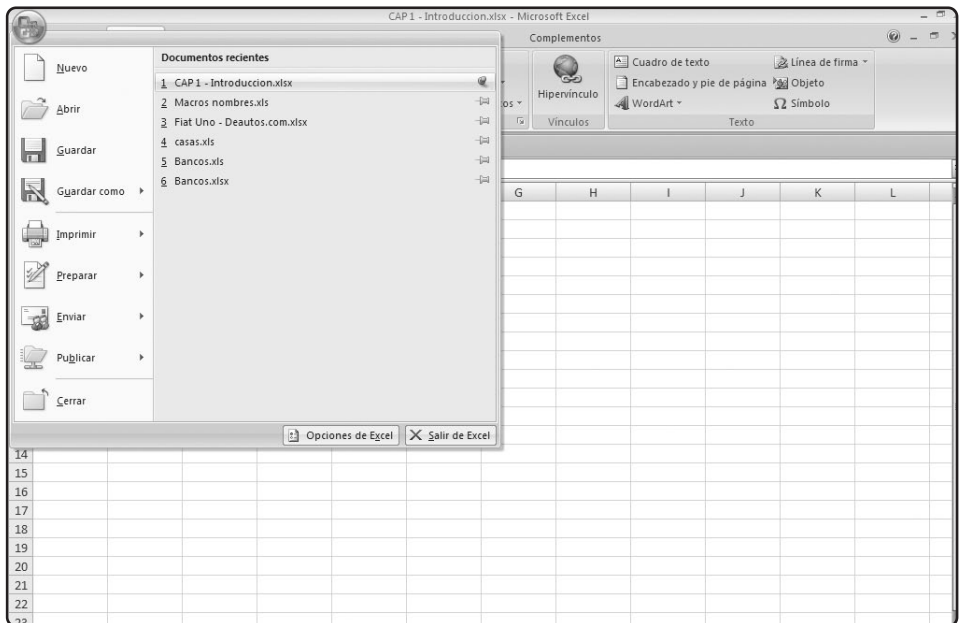 CAP 1 - Introduccion.xlsx - Microsoft Excel
Complementos
Nuevo
Abrir
Guardar
Guardar como
Imprimir
Preparar
Enviar
Publicar
Cerrar
Documentos recientes
1 CAP 1 - Introduccion.xlsx
2 Macros nombres.xls
3 Fiat Uno - Deautos.com.xlsx
4 casas.xls
5 Bancos.xls
6 Bancos.xlsx
Opciones de Excel
Salir de Excel
os
Hipervínculo
Vínculos
Cuadro de texto
Encabezado y pie de página
WordArt
Línea de firma
Objeto
Ω Símbolo
Texto
G H I J K L
14
15
16
17
18
19
20
21
22
23